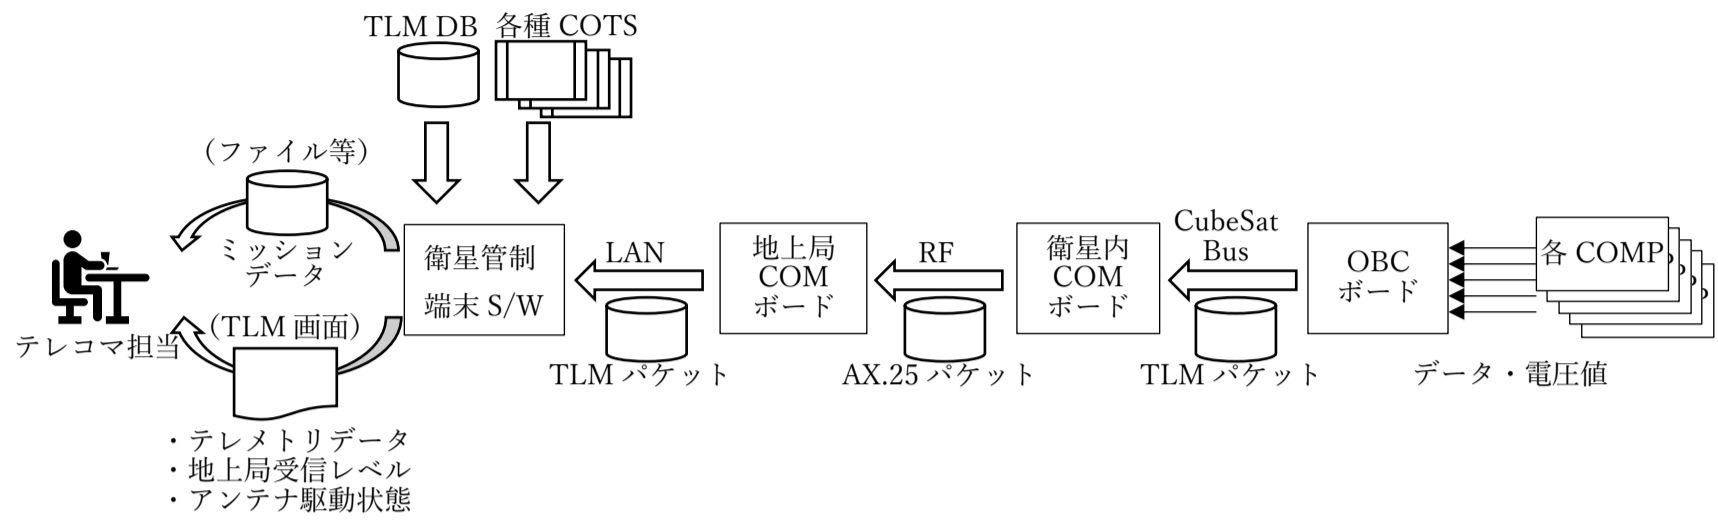 TLM DB
各種 COTS
(ファイル等)
ミッション
データ
テレコマ担当
(TLM 画面)
・テレメトリデータ
・地上局受信レベル
・アンテナ駆動状態
衛星管制
端末 S/W
LAN
TLM パケット
地上局
COM
ボード
RF
AX.25 パケット
衛星内
COM
ボード
CubeSat
Bus
TLM パケット
OBC
ボード
各 COMP
データ・電圧値